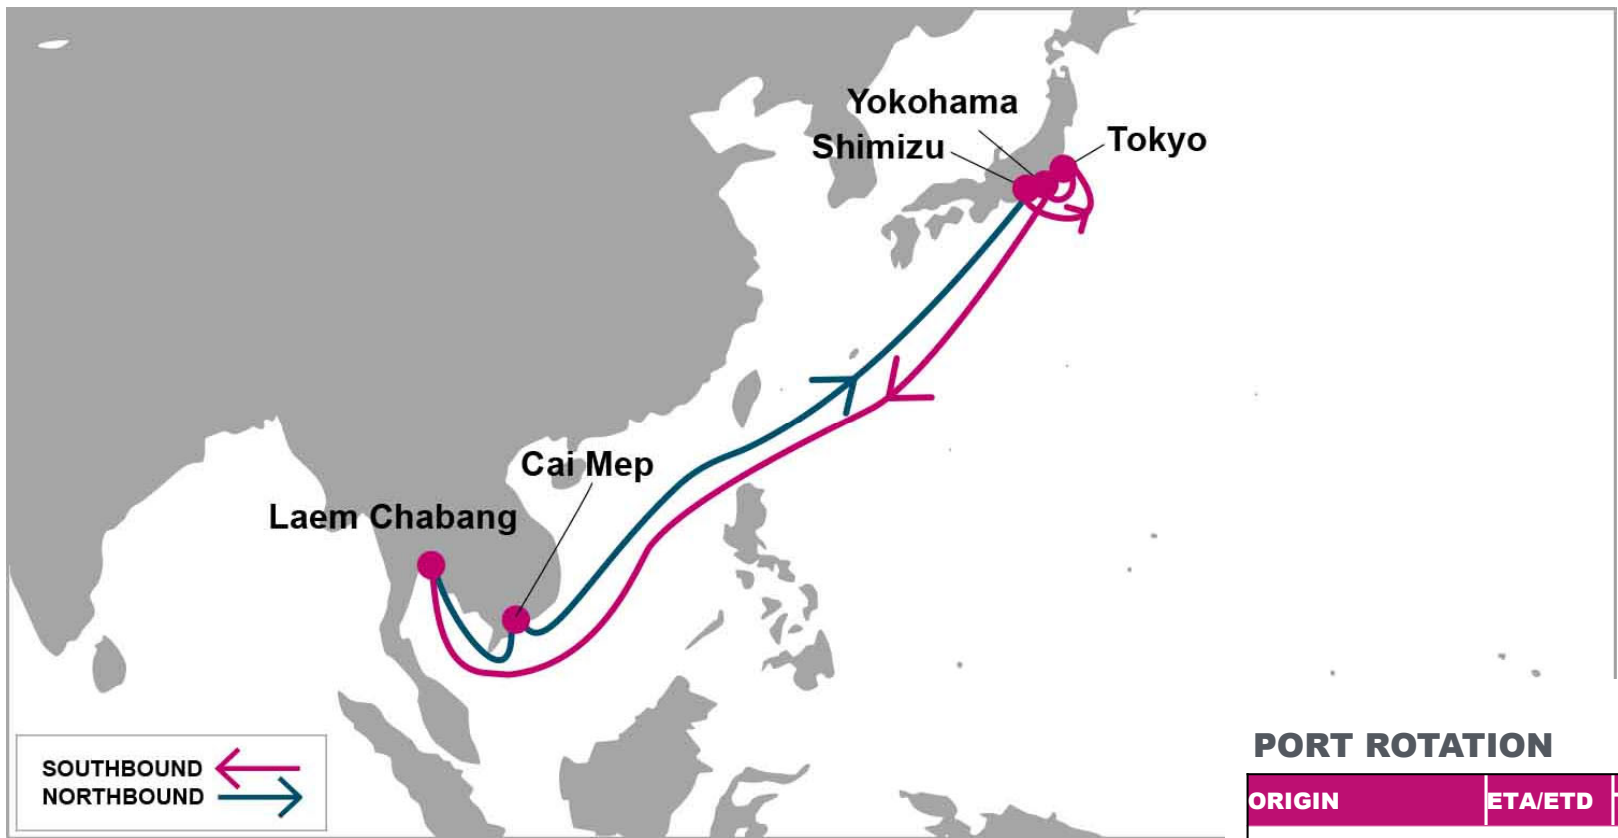 Yokohama
Shimizu
Tokyo
Cai Mep
Laem Chabang
SOUTHBOUND
NORTHBOUND
PORT ROTATION
ORIGIN ETA/ETD